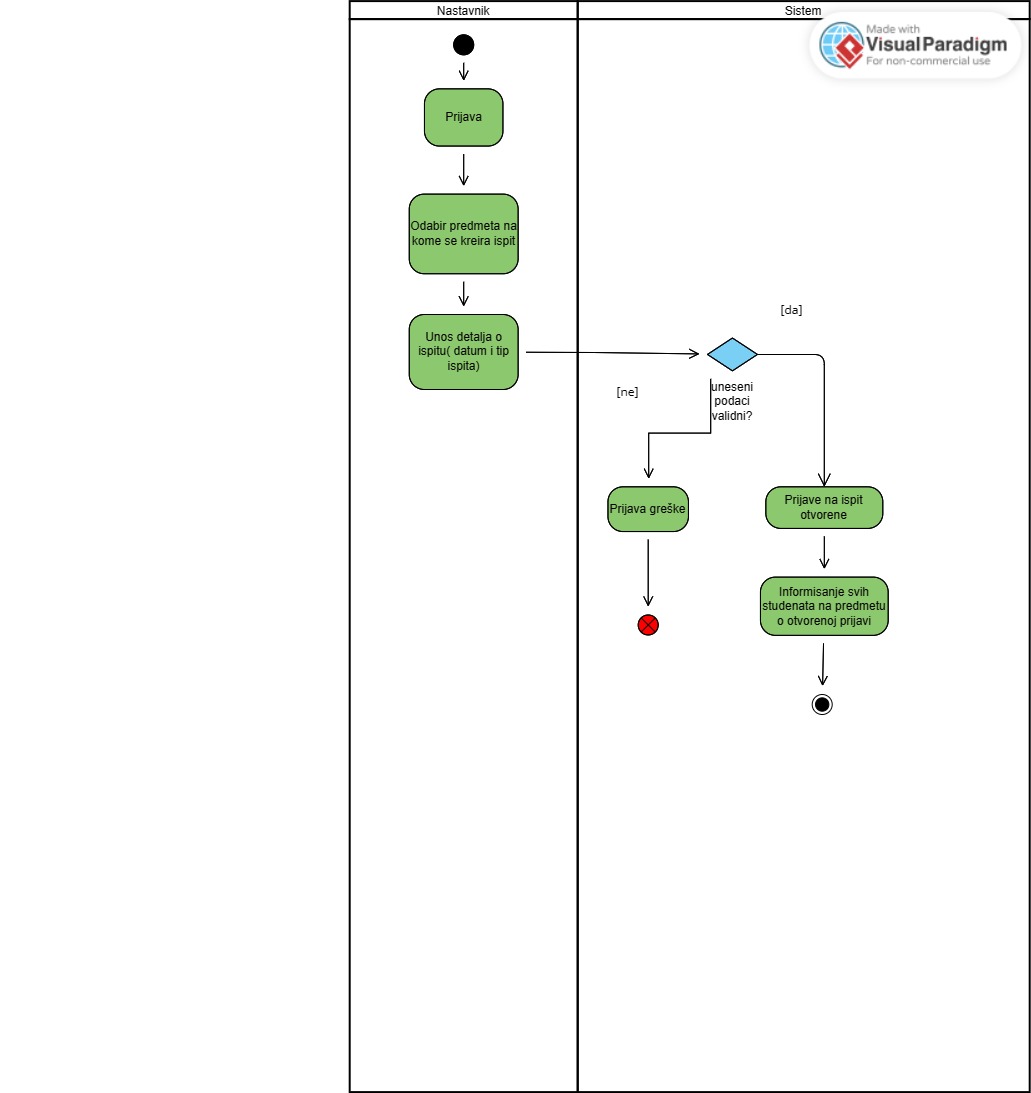 Nastavnik
Sistem
Made with
Visual Paradigm
For non-commercial use
Prijava
Odabir predmeta na
kome se kreira ispit
Unos detalja o
ispitu( datum i tip
ispita)
[da]
[ne]
uneseni
podaci
validni?
Prijava greške
Prijave na ispit
otvorene
Informisanje svih
studenata na predmetu
o otvorenoj prijavi